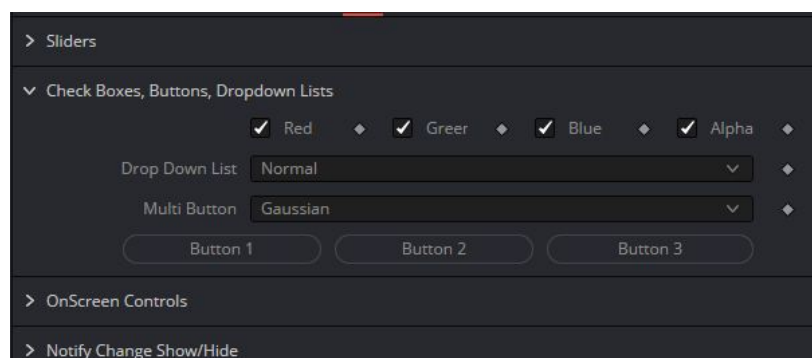 Sliders
Check Boxes, Buttons, Dropdown Lists
Red Greer Blue Alpha
Drop Down List Normal
Multi Button Gaussian
Button 1 Button 2 Button 3
OnScreen Controls
Notify Change Show/Hide